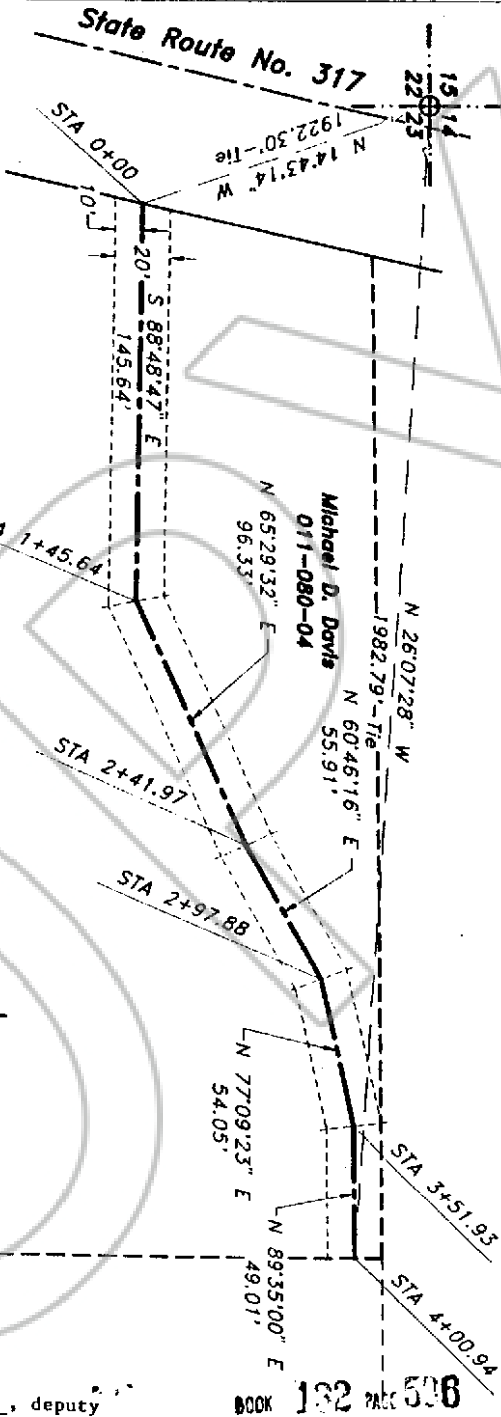 State Route No. 317
15 14
22 23
N 14°43'14" W
1922.30'-Tie
STA 0+00
10'
20'
S 88°48'47" E
145.64'
1+45.64
N 65°29'32" E
96.33'
Michael D. Davis
011-080-04
N 26°07'28" W
1982.79'-Tie
N 60°46'16" E
55.91'
STA 2+41.97
STA 2+97.88
N 77°09'23" E
54.05'
STA 3+51.93
N 89°35'00" E
49.01'
STA 4+00.94
, deputy
BOOK 132 PAGE 506